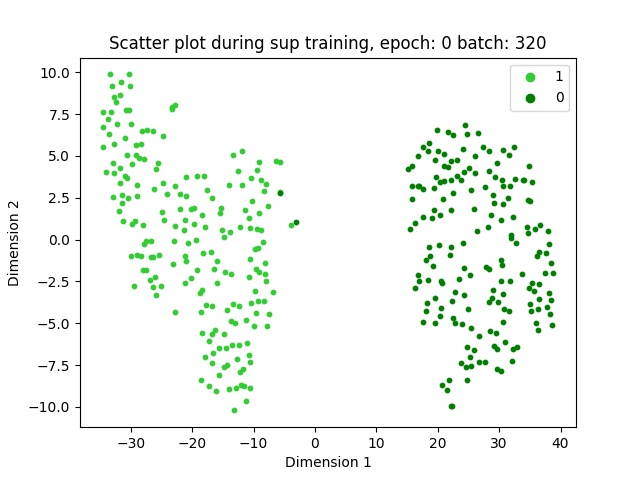 Scatter plot during sup training, epoch: 0 batch: 320
10.0
7.5
5.0
2.5
0.0
−2.5
−5.0
−7.5
−10.0
Dimension 2
1
0
−30 −20 −10 0 10 20 30 40
Dimension 1